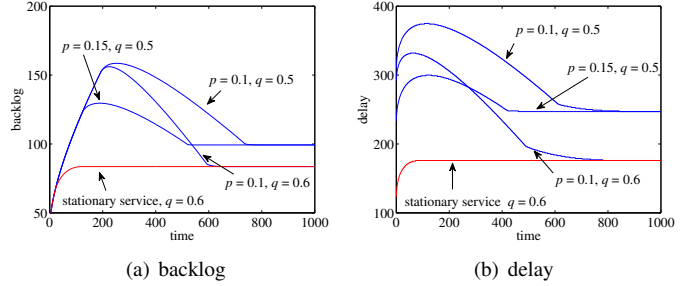 200
150
100
50
backlog
p = 0.15, q = 0.5
p = 0.1, q = 0.5
p = 0.1, q = 0.6
stationary service, q = 0.6
0 200 400 600 800 1000
time
(a) backlog
400
300
200
100
delay
p = 0.1, q = 0.5
p = 0.15, q = 0.5
p = 0.1, q = 0.6
stationary service q = 0.6
0 200 400 600 800 1000
time
(b) delay